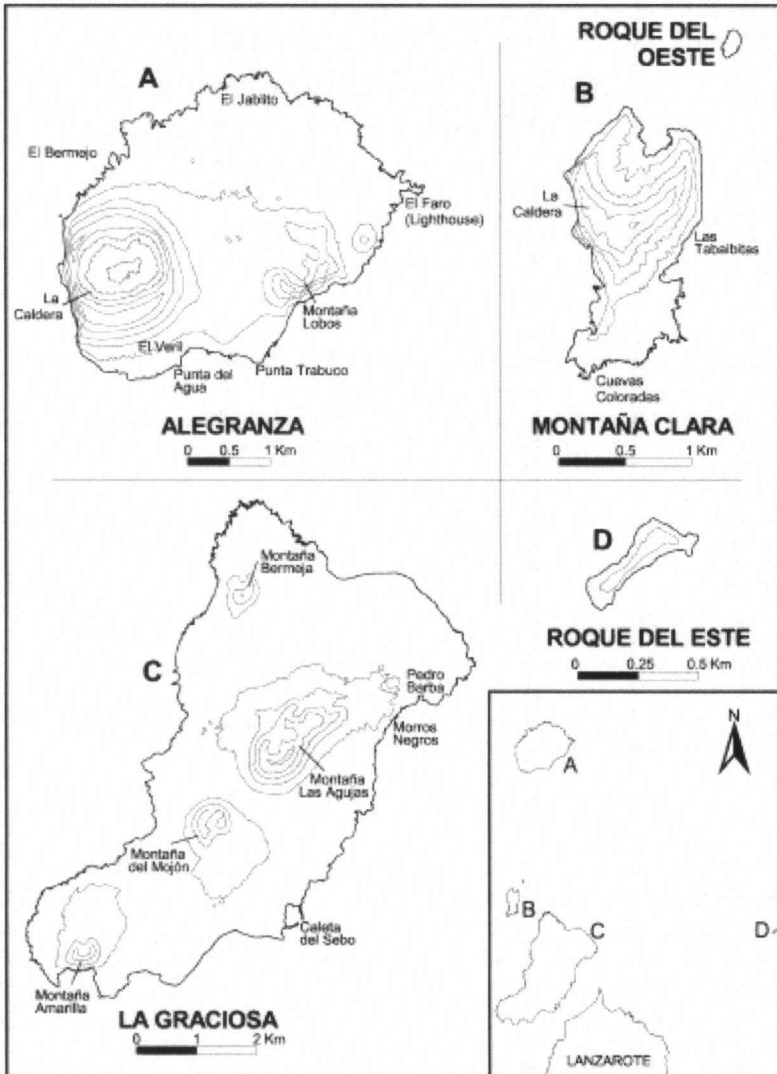 A
El Jablito
El Bermejo
El Faro
(Lighthouse)
La
Caldera
Montaña
Lobos
El Veril
Punta del
Agua
Punta Trabuco
ALEGRANZA
0 0.5 1 Km
ROQUE DEL
OESTE
B
La
Caldera
Las
Tabaibitas
Cuevas
Coloradas
MONTAÑA CLARA
0 0.5 1 Km
C
Montaña
Bermeja
Pedro
Barba
Morros
Negros
Montaña
Las Agujas
Montaña
del Mojón
Caleta
del Sebo
Montaña
Amarilla
LA GRACIOSA
0 1 2 Km
D
ROQUE DEL ESTE
0 0.25 0.5 Km
N
A
B
C
D
LANZAROTE